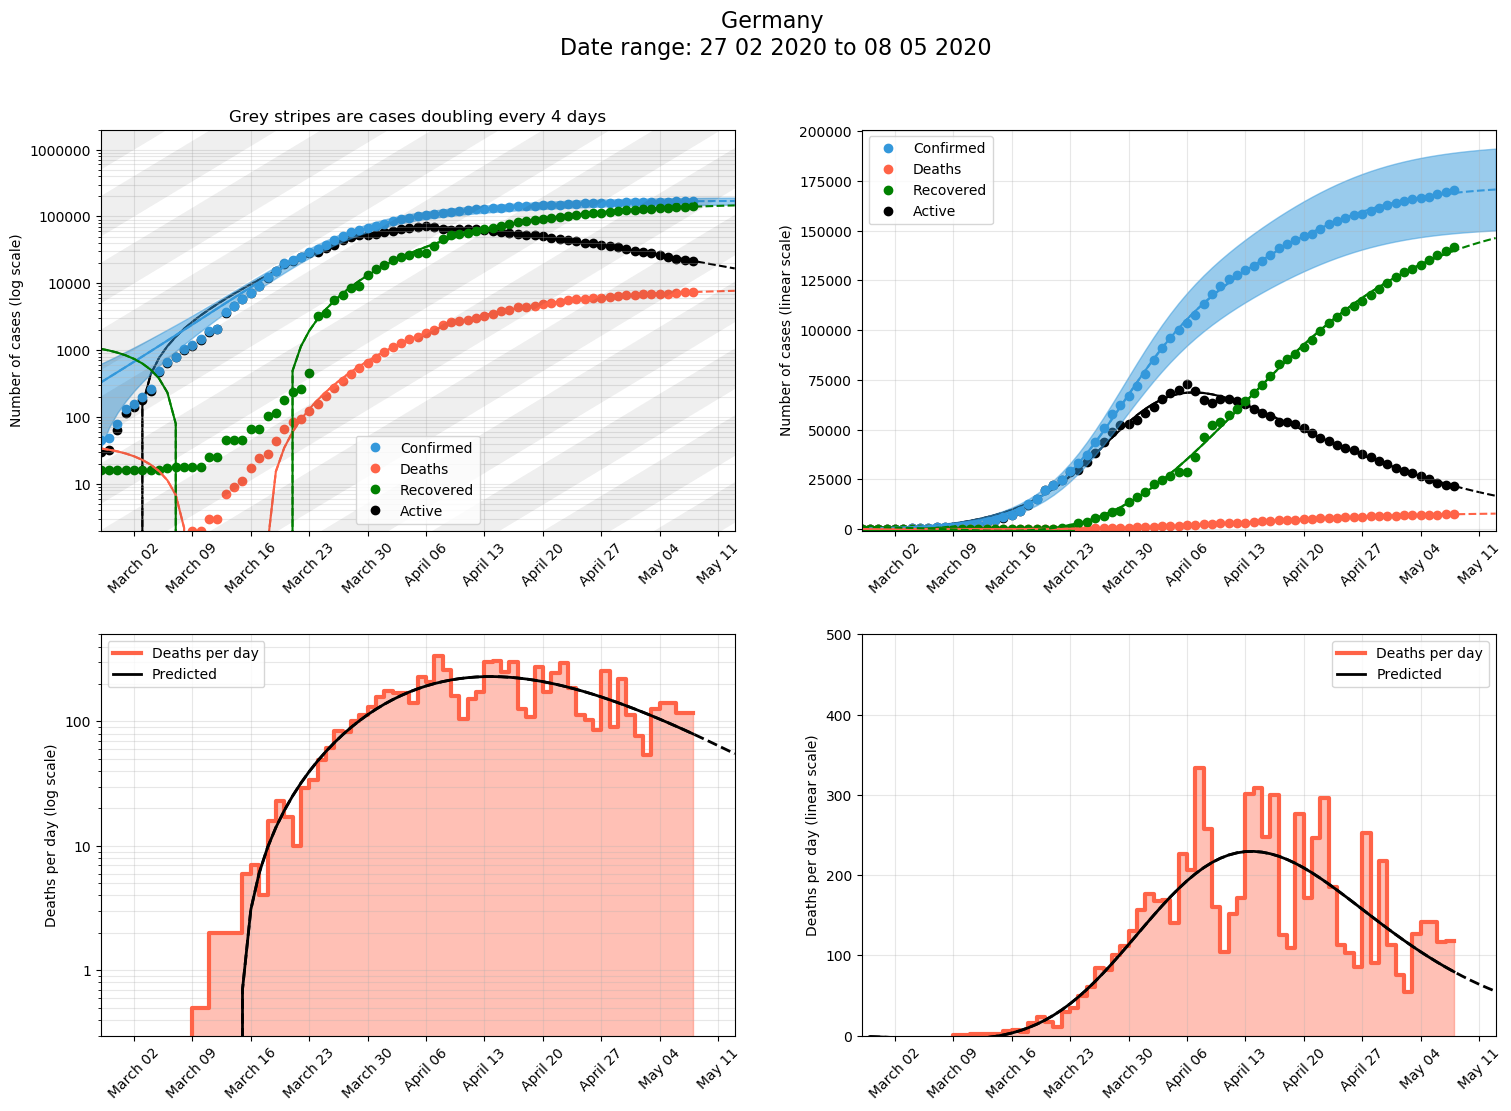 Germany
Date range: 27 02 2020 to 08 05 2020
Grey stripes are cases doubling every 4 days
Number of cases (log scale)
1000000
100000
10000
1000
100
10
Confirmed
Deaths
Recovered
Active
March 02
March 09
March 16
March 23
March 30
April 06
April 13
April 20
April 27
May 04
May 11
Number of cases (linear scale)
200000
175000
150000
125000
100000
75000
50000
25000
0
Confirmed
Deaths
Recovered
Active
March 02
March 09
March 16
March 23
March 30
April 06
April 13
April 20
April 27
May 04
May 11
Deaths per day (log scale)
100
10
1
Deaths per day
Predicted
March 02
March 09
March 16
March 23
March 30
April 06
April 13
April 20
April 27
May 04
May 11
Deaths per day (linear scale)
500
400
300
200
100
0
Deaths per day
Predicted
March 02
March 09
March 16
March 23
March 30
April 06
April 13
April 20
April 27
May 04
May 11